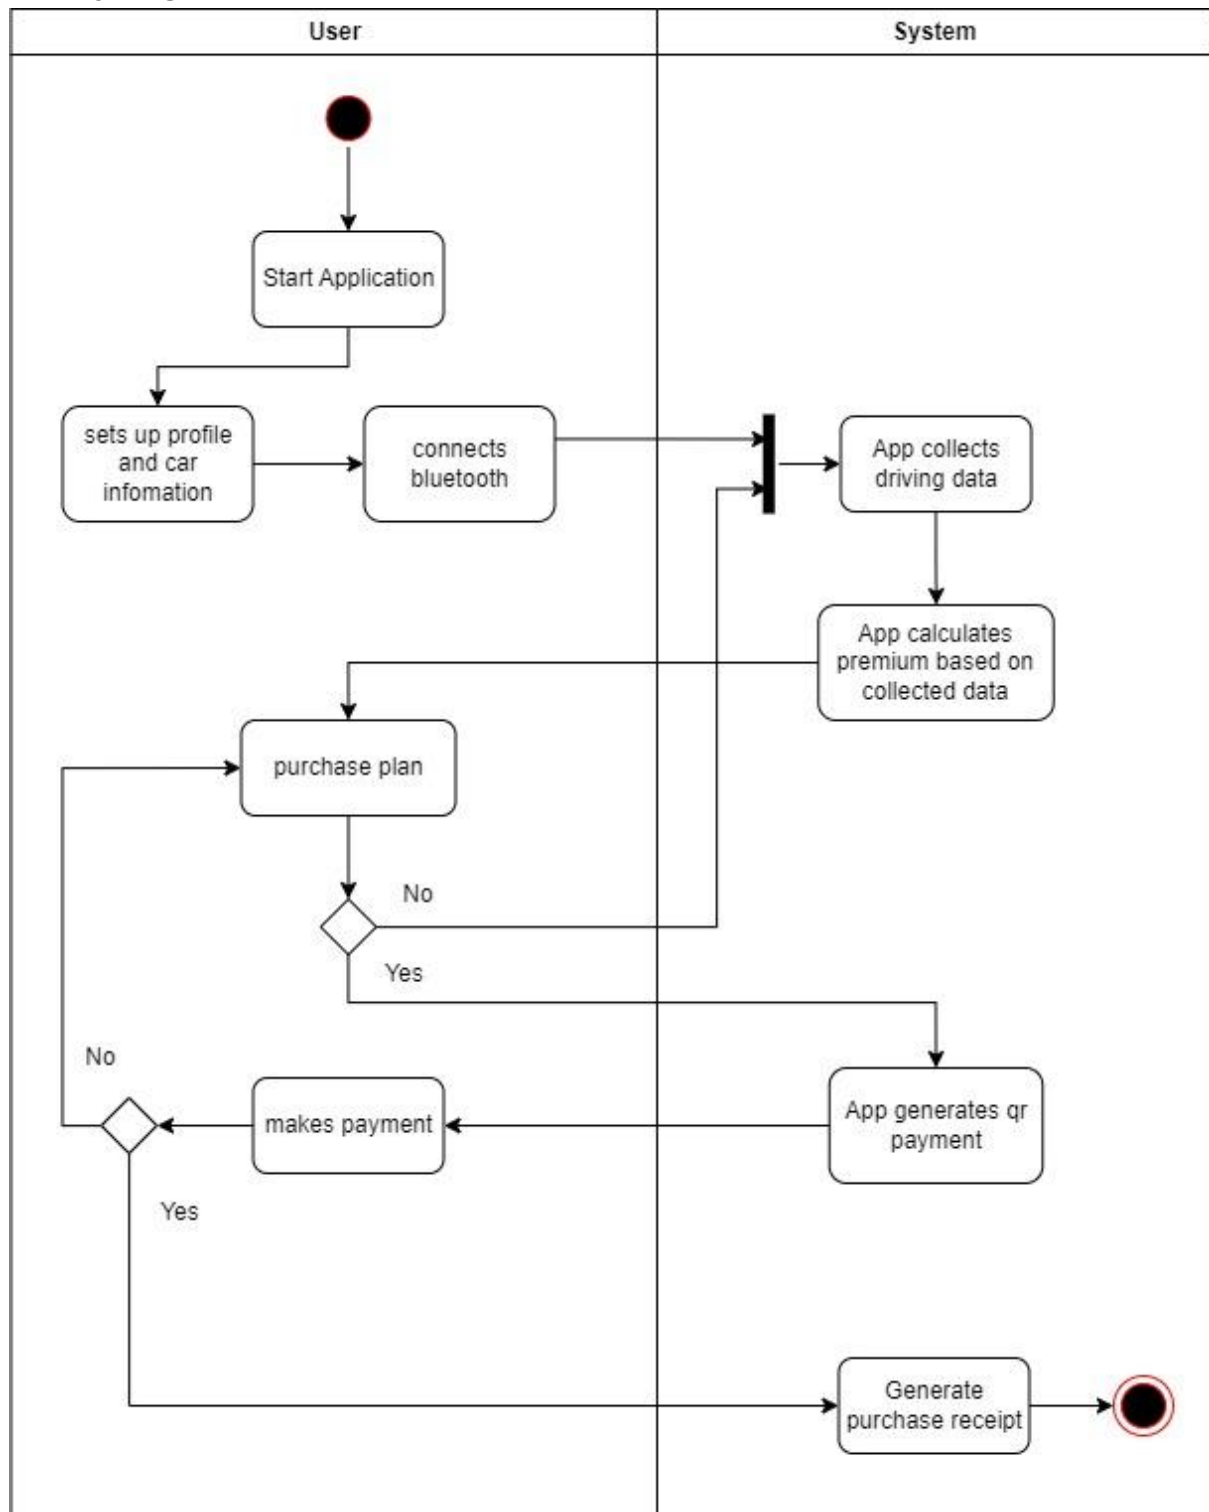 User
System
Start Application
sets up profile
and car
infomation
connects
bluetooth
App collects
driving data
App calculates
premium based on
collected data
purchase plan
No
Yes
No
makes payment
App generates qr
payment
Yes
Generate
purchase receipt